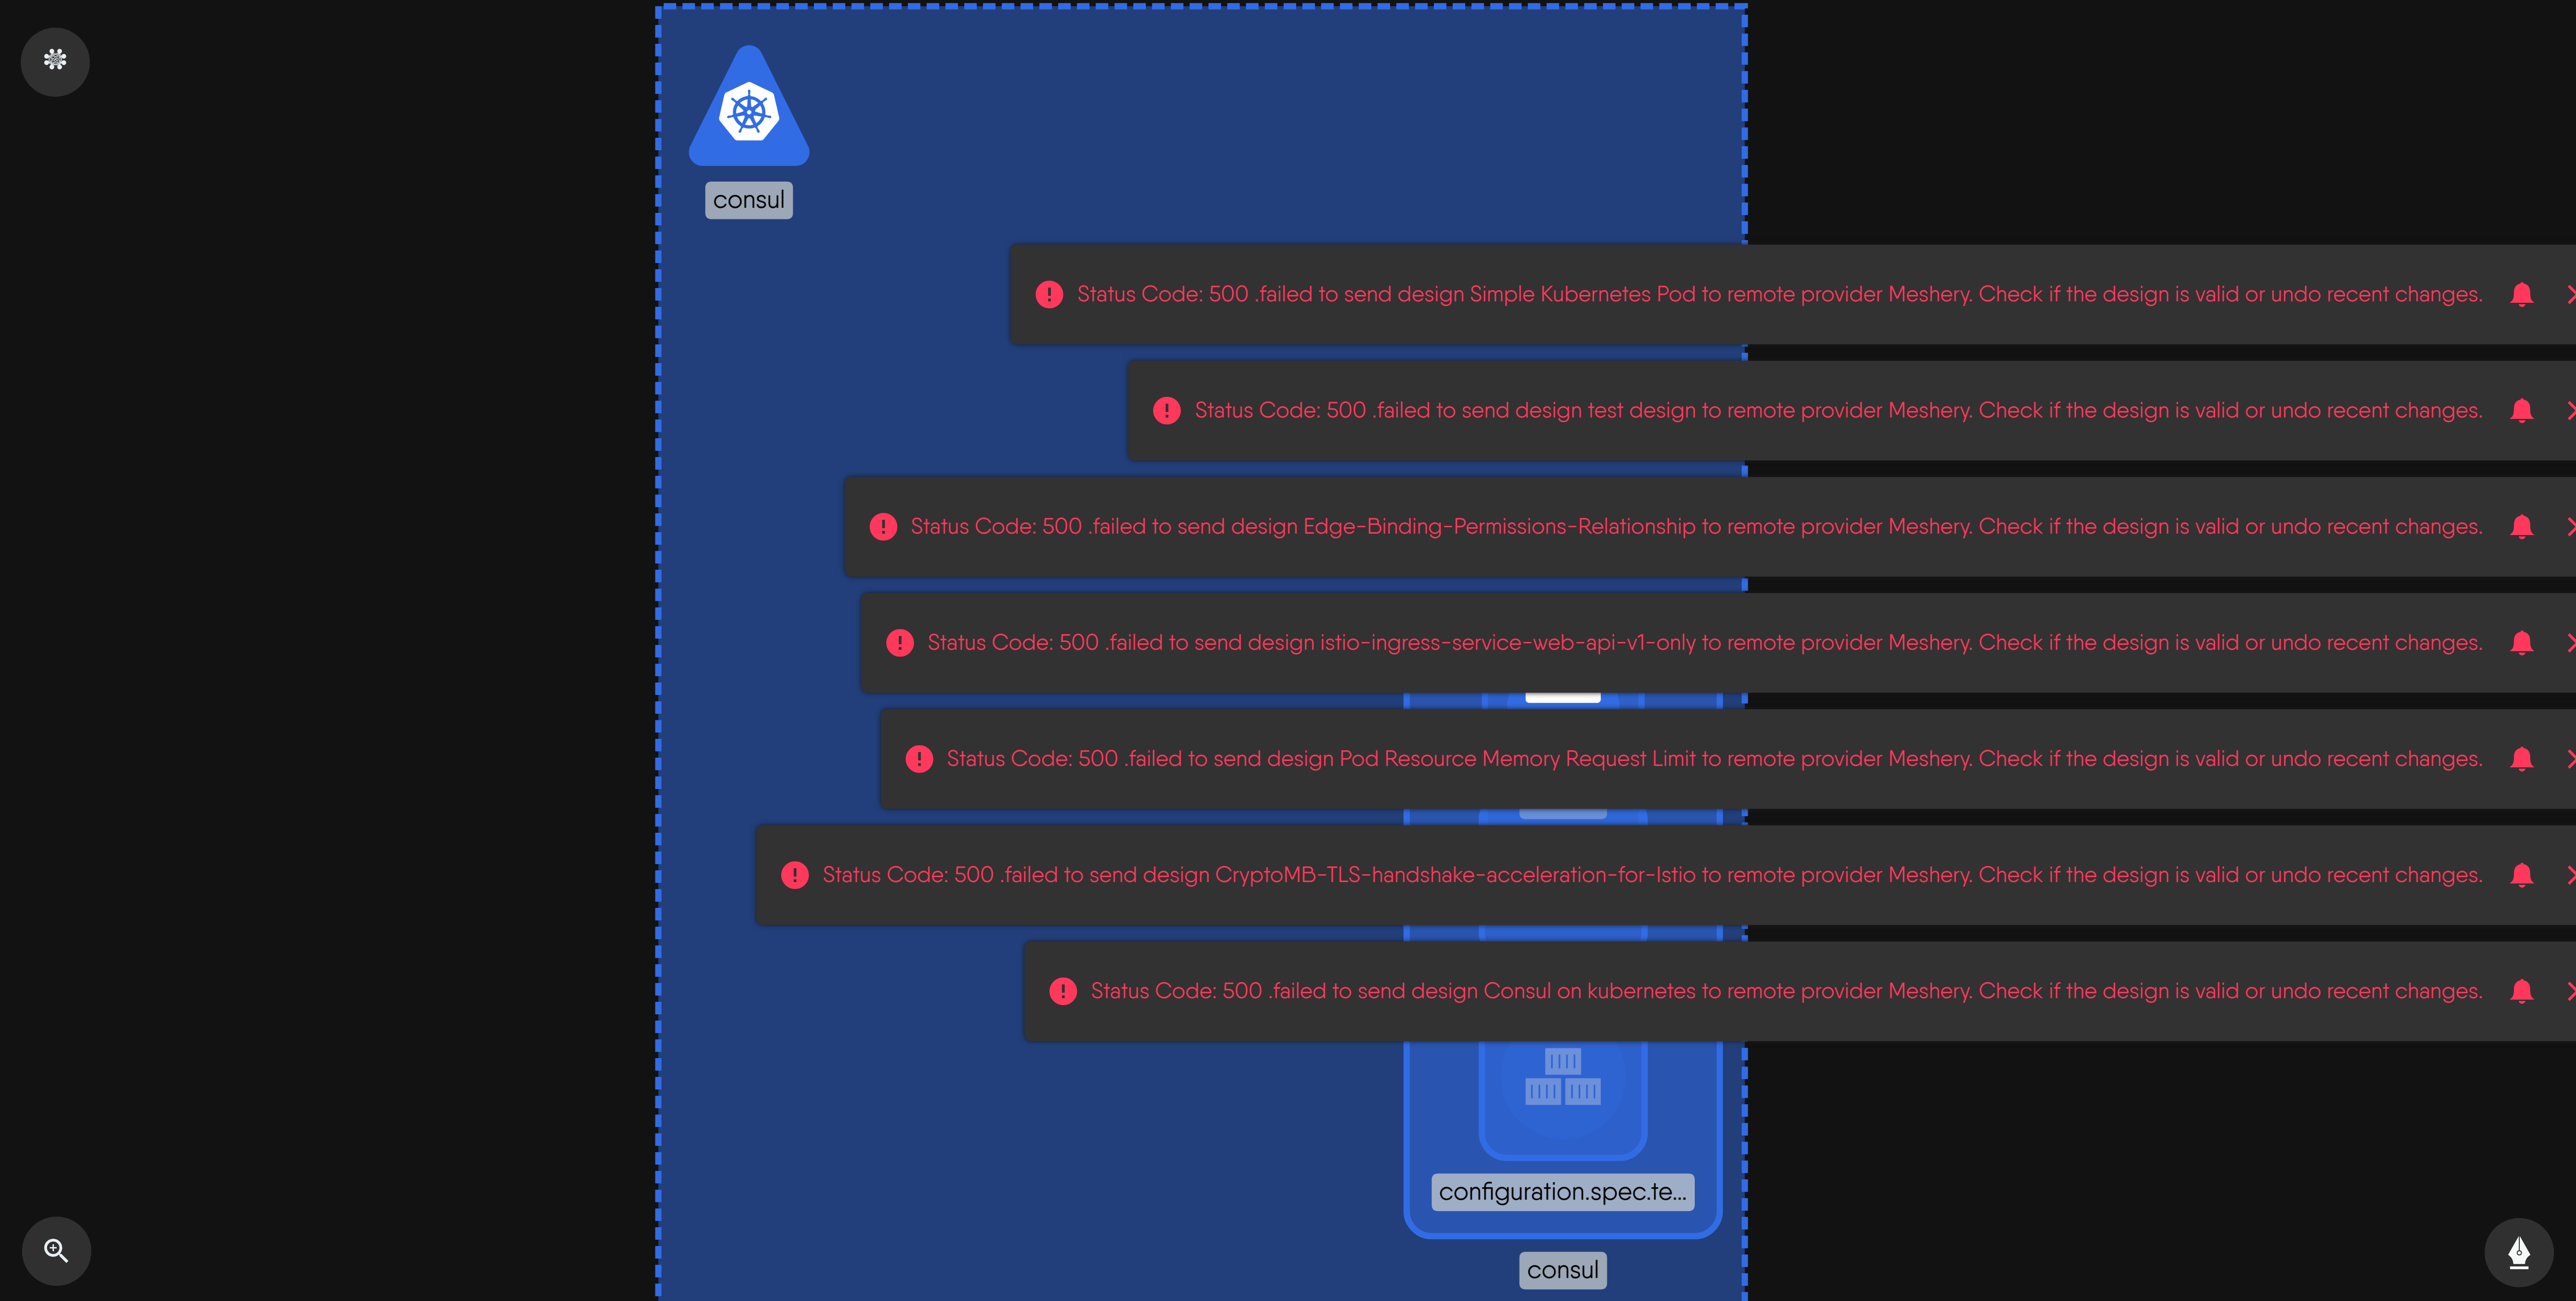 consul
Status Code: 500 .failed to send design Simple Kubernetes Pod to remote provider Meshery. Check if the design is valid or undo recent changes.
Status Code: 500 .failed to send design test design to remote provider Meshery. Check if the design is valid or undo recent changes.
Status Code: 500 .failed to send design Edge-Binding-Permissions-Relationship to remote provider Meshery. Check if the design is valid or undo recent changes.
Status Code: 500 .failed to send design istio-ingress-service-web-api-v1-only to remote provider Meshery. Check if the design is valid or undo recent changes.
Status Code: 500 .failed to send design Pod Resource Memory Request Limit to remote provider Meshery. Check if the design is valid or undo recent changes.
Status Code: 500 .failed to send design CryptoMB-TLS-handshake-acceleration-for-Istio to remote provider Meshery. Check if the design is valid or undo recent changes.
Status Code: 500 .failed to send design Consul on kubernetes to remote provider Meshery. Check if the design is valid or undo recent changes.
configuration.spec.te...
consul